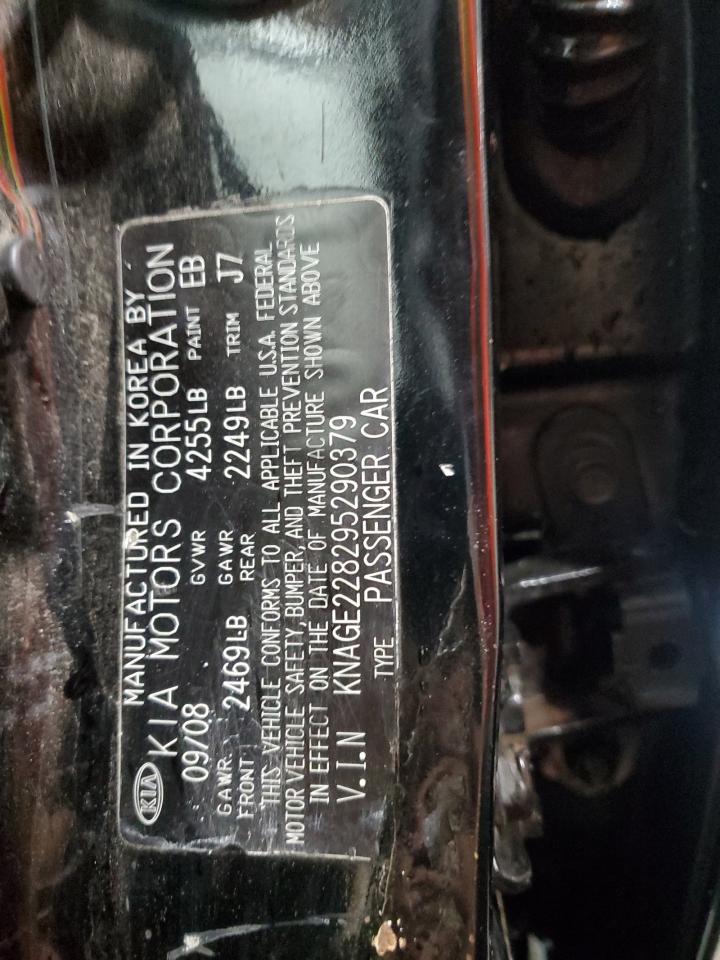 KIA MANUFACTURED IN KOREA BY
KIA MOTORS CORPORATION
09/08 GVWR 4255LB PAINT EB
GAWR FRONT 2469LB GAWR REAR 2249LB TRIM J7
THIS VEHICLE CONFORMS TO ALL APPLICABLE U.S.A. FEDERAL
MOTOR VEHICLE SAFETY, BUMPER, AND THEFT PREVENTION STANDARDS
IN EFFECT ON THE DATE OF MANUFACTURE SHOWN ABOVE
V.I.N KNAGE228295290379
TYPE PASSENGER CAR